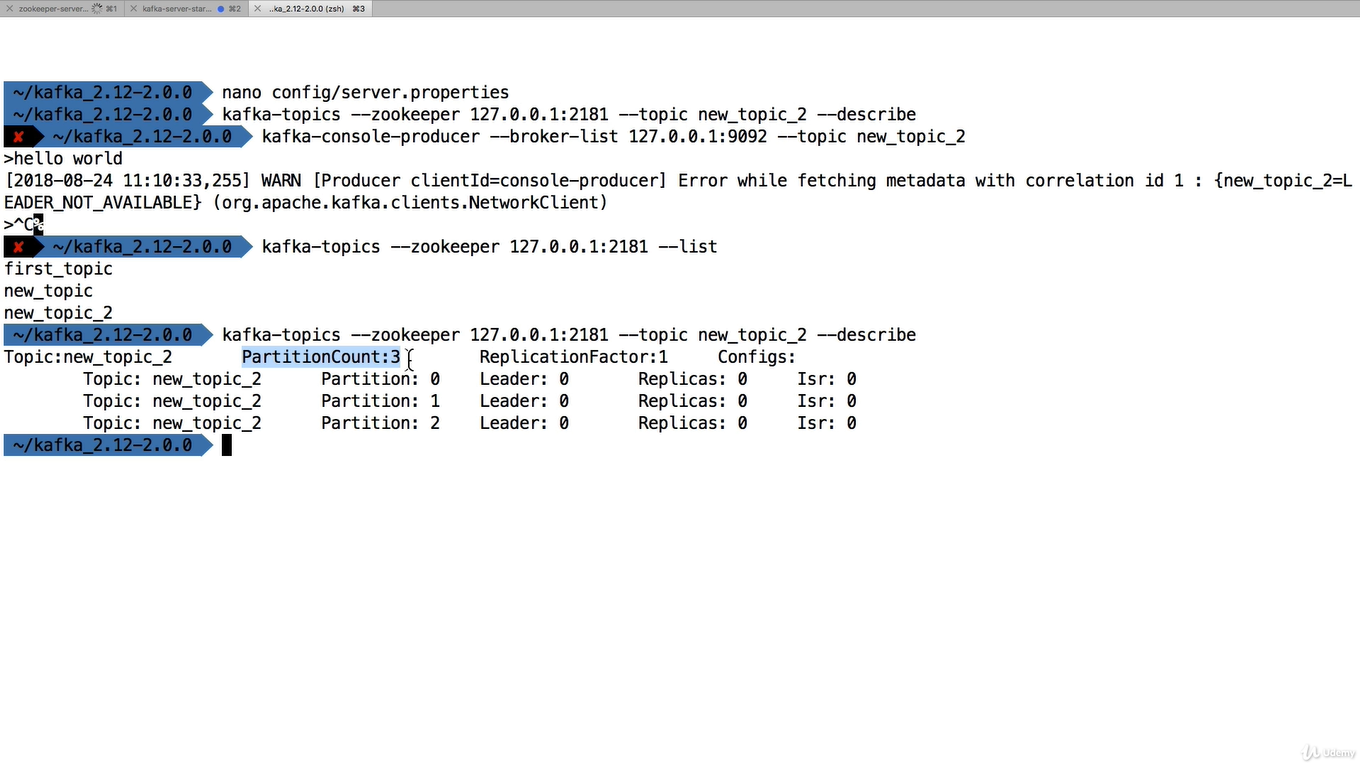 zookeeper-server... ⌘1 kafka-server-star... ⌘2 ..ka_2.12-2.0.0 (zsh) ⌘3
~/kafka_2.12-2.0.0 nano config/server.properties
~/kafka_2.12-2.0.0 kafka-topics --zookeeper 127.0.0.1:2181 --topic new_topic_2 --describe
✘ ~/kafka_2.12-2.0.0 kafka-console-producer --broker-list 127.0.0.1:9092 --topic new_topic_2
>hello world
[2018-08-24 11:10:33,255] WARN [Producer clientId=console-producer] Error while fetching metadata with correlation id 1 : {new_topic_2=L
EADER_NOT_AVAILABLE} (org.apache.kafka.clients.NetworkClient)
>^C%
✘ ~/kafka_2.12-2.0.0 kafka-topics --zookeeper 127.0.0.1:2181 --list
first_topic
new_topic
new_topic_2
~/kafka_2.12-2.0.0 kafka-topics --zookeeper 127.0.0.1:2181 --topic new_topic_2 --describe
Topic:new_topic_2 PartitionCount:3 ReplicationFactor:1 Configs:
Topic: new_topic_2 Partition: 0 Leader: 0 Replicas: 0 Isr: 0
Topic: new_topic_2 Partition: 1 Leader: 0 Replicas: 0 Isr: 0
Topic: new_topic_2 Partition: 2 Leader: 0 Replicas: 0 Isr: 0
~/kafka_2.12-2.0.0
Udemy